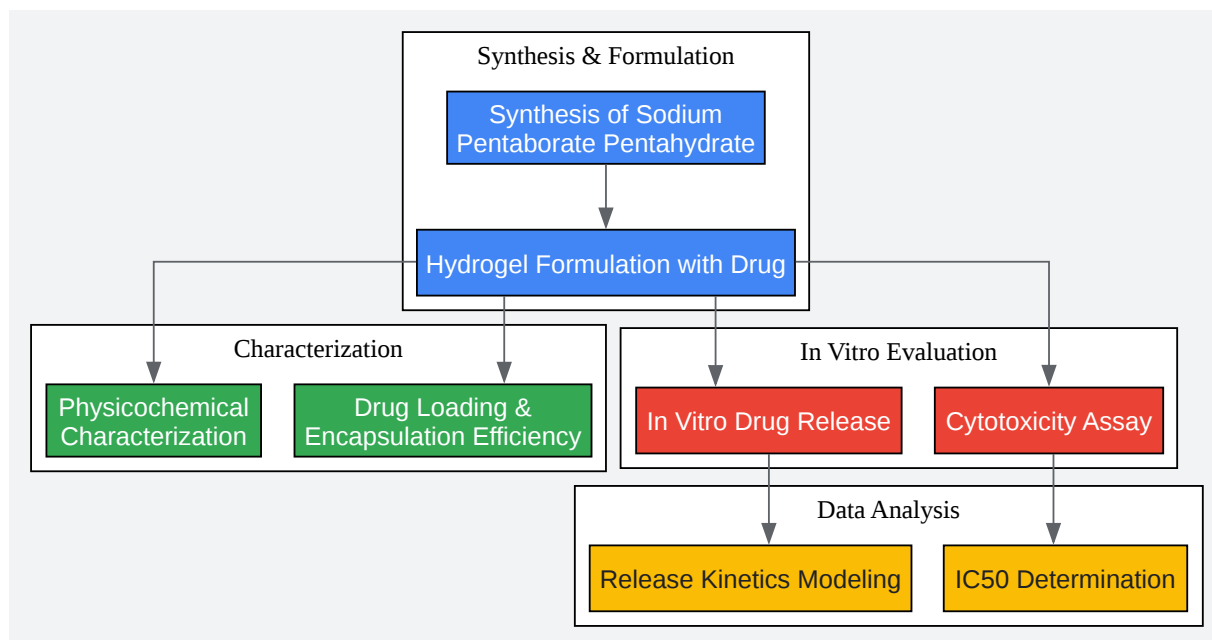 Synthesis & Formulation
Synthesis of Sodium
Pentaborate Pentahydrate
Hydrogel Formulation with Drug
Characterization
Physicochemical
Characterization
Drug Loading &
Encapsulation Efficiency
In Vitro Evaluation
In Vitro Drug Release
Cytotoxicity Assay
Data Analysis
Release Kinetics Modeling
IC50 Determination